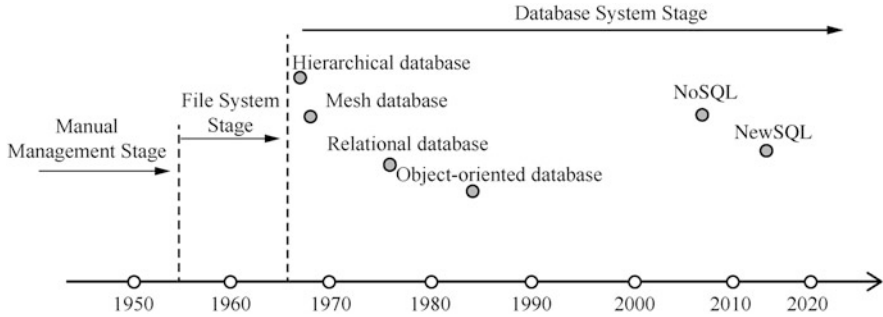 Database System Stage
Hierarchical database
File System
Stage
Mesh database
NoSQL
Manual
Management Stage
Relational database
NewSQL
Object-oriented database
1950 1960 1970 1980 1990 2000 2010 2020